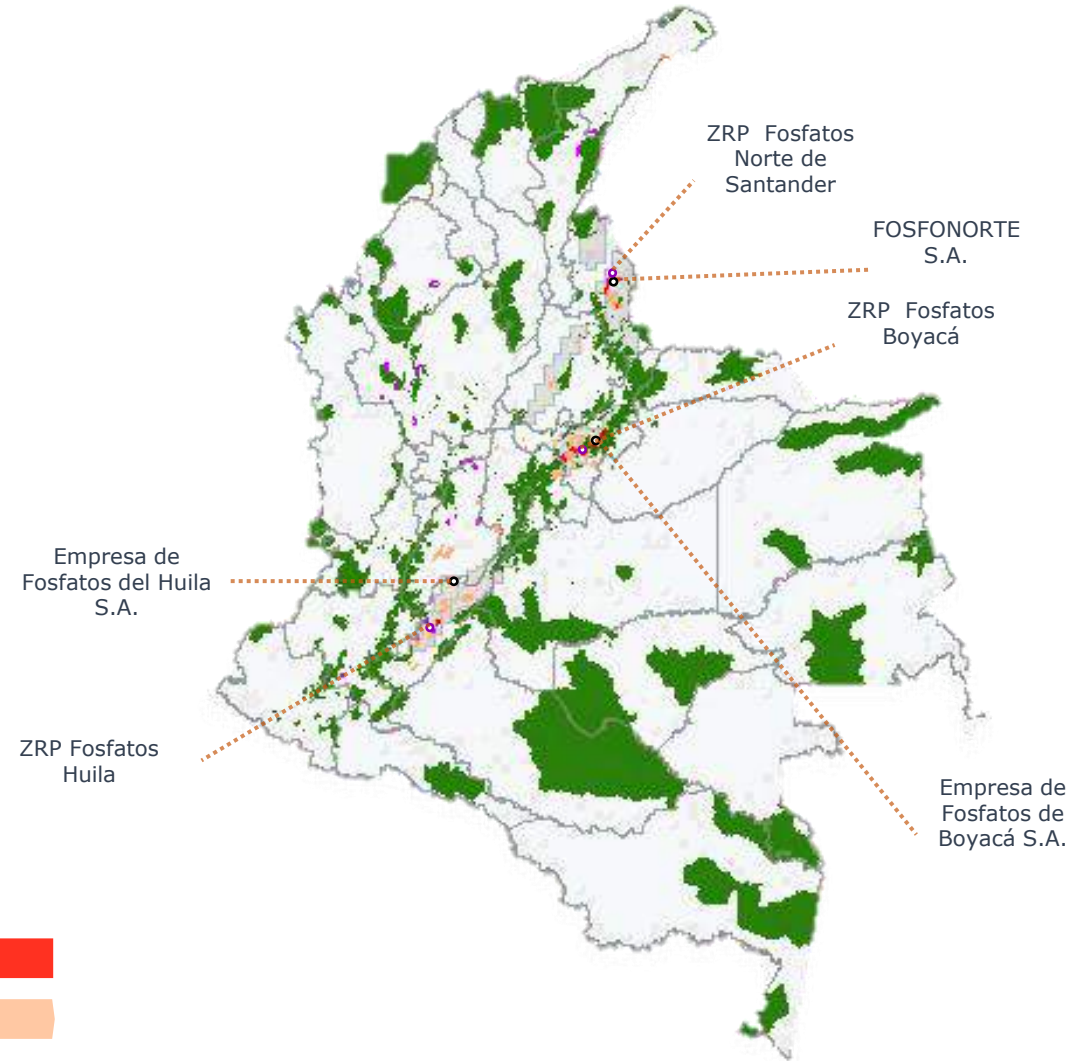 ZRP Fosfatos
Norte de
Santander
FOSFONORTE
S.A.
ZRP Fosfatos
Boyacá
Empresa de
Fosfatos del Huila
S.A.
ZRP Fosfatos
Huila
Empresa de
Fosfatos de
Boyacá S.A.